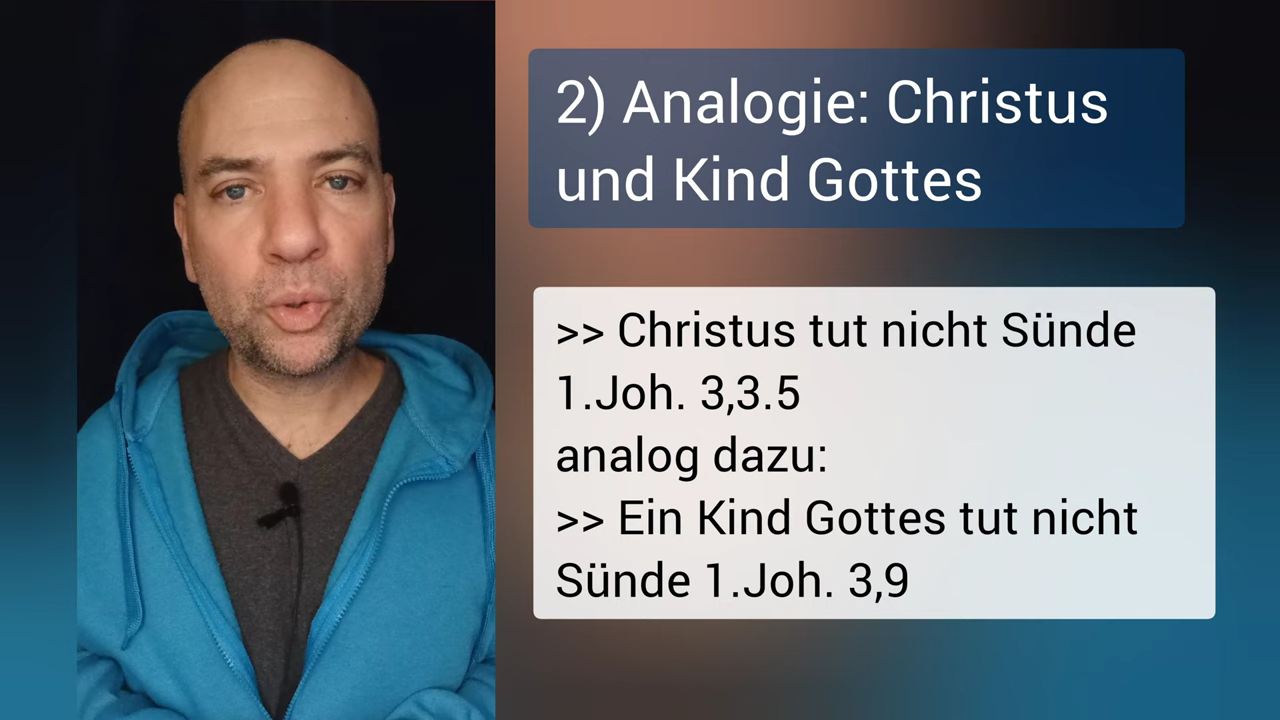 2) Analogie: Christus
und Kind Gottes
>> Christus tut nicht Sünde
1.Joh. 3,3.5
analog dazu:
>> Ein Kind Gottes tut nicht
Sünde 1.Joh. 3,9